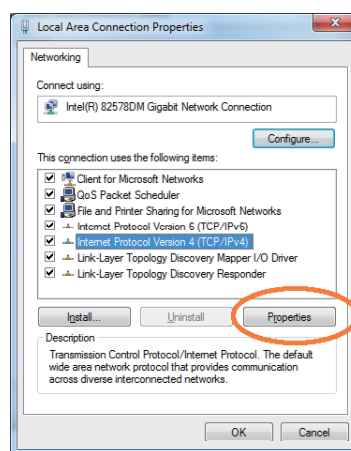 Local Area Connection Properties
Networking
Connect using:
Intel(R) 82578DM Gigabit Network Connection
Configure...
This connection uses the following items:
Client for Microsoft Networks
QoS Packet Scheduler
File and Printer Sharing for Microsoft Networks
Internet Protocol Version 6 (TCP/IPv6)
Internet Protocol Version 4 (TCP/IPv4)
Link-Layer Topology Discovery Mapper I/O Driver
Link-Layer Topology Discovery Responder
Install...
Uninstall
Properties
Description
Transmission Control Protocol/Internet Protocol. The default
wide area network protocol that provides communication
across diverse interconnected networks.
OK
Cancel